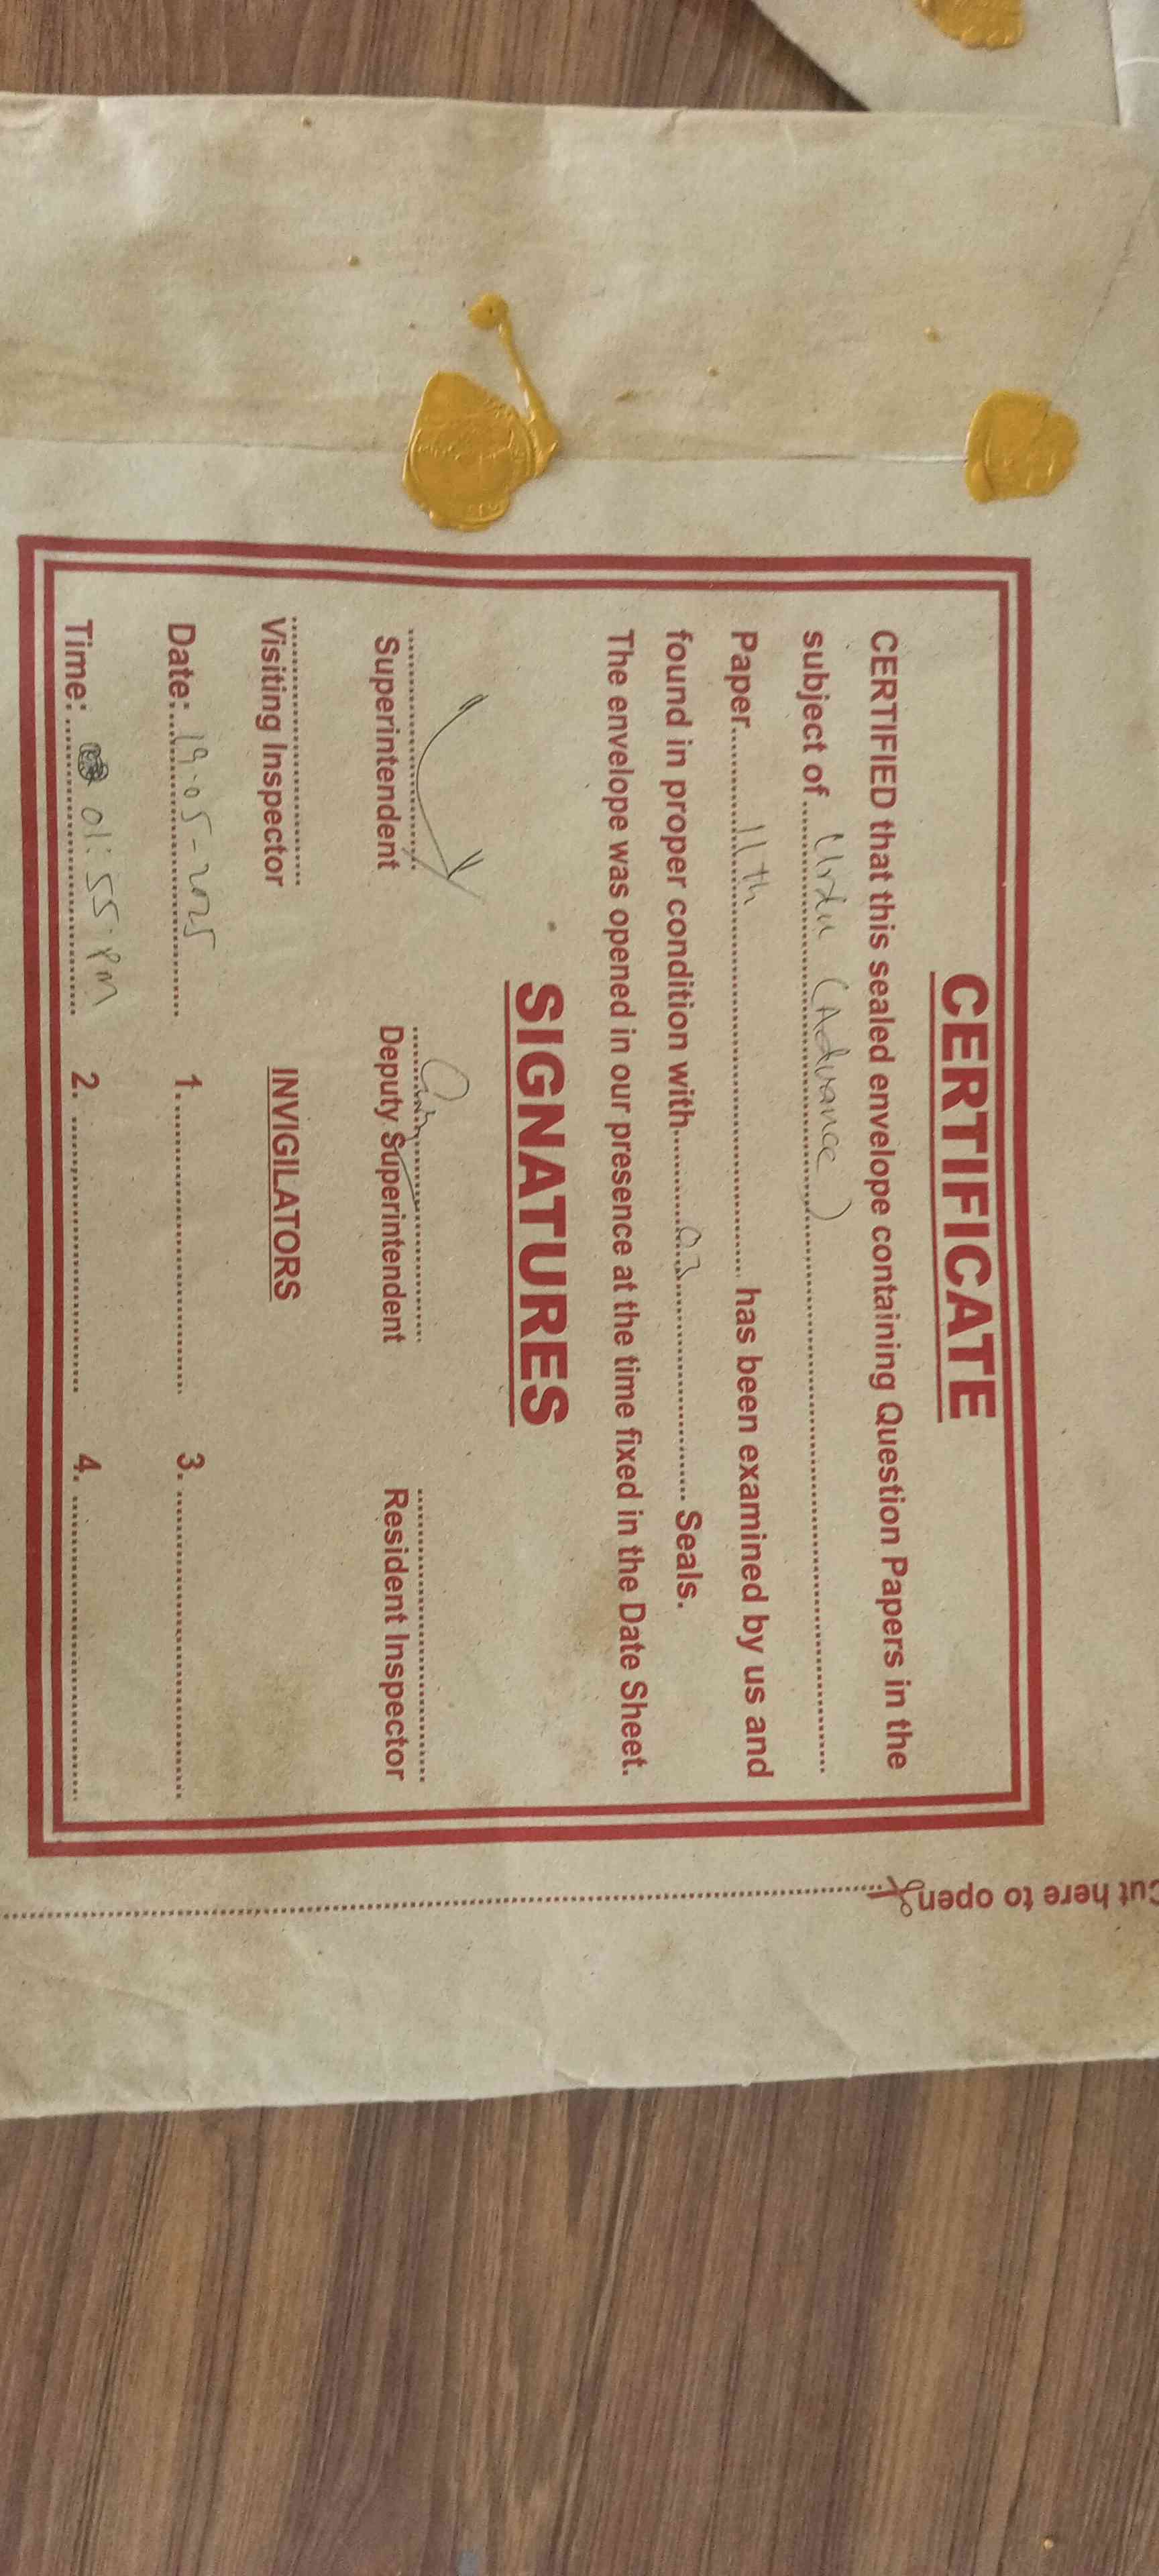 CERTIFICATE
CERTIFIED that this sealed envelope containing Question Papers in the
subject of Urdu (Advance)
Paper 11th has been examined by us and
found in proper condition with 03 Seals.
The envelope was opened in our presence at the time fixed in the Date Sheet.
SIGNATURES
Superintendent Deputy Superintendent Resident Inspector
Visiting Inspector INVIGILATORS
Date: 19-05-2025 1. 3.
Time: 01:55 PM 2. 4.
Cut here to open